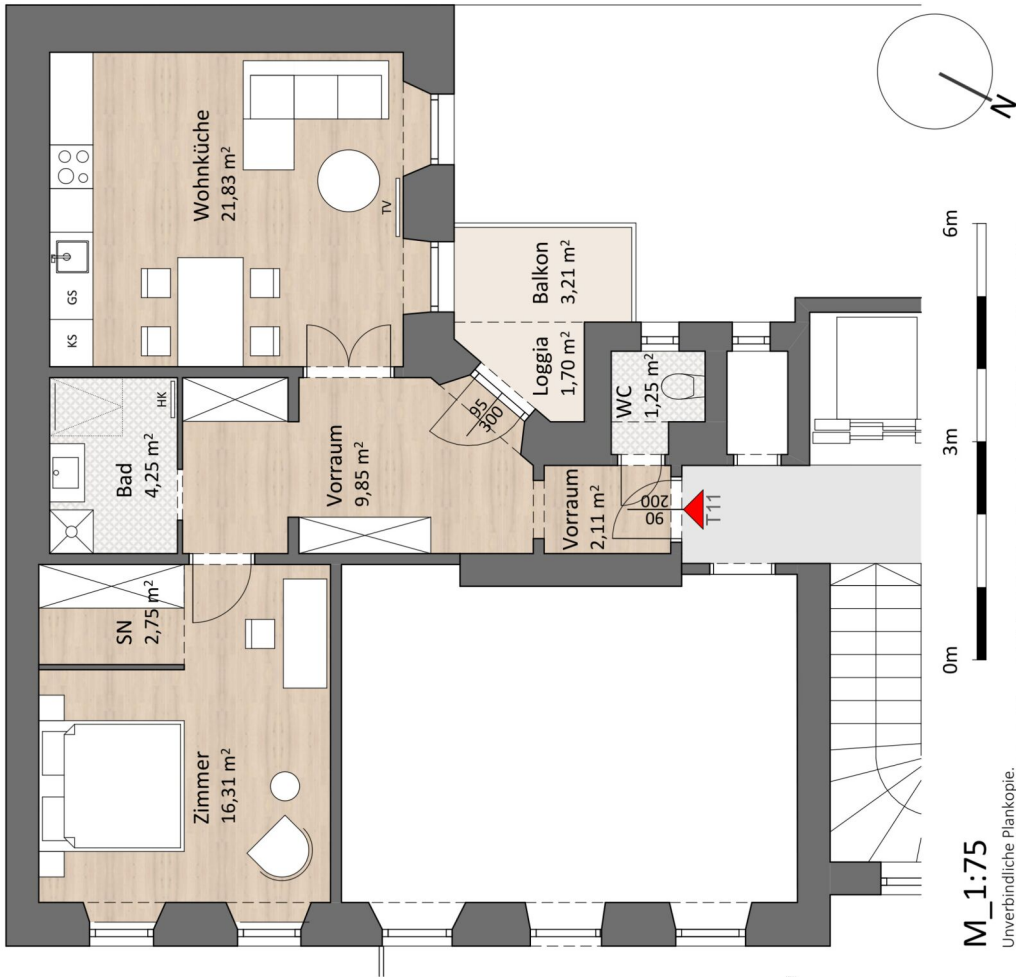 Wohnküche
21,83 m²
TV
GS
KS
Balkon
3,21 m²
Loggia
1,70 m²
WC
1,25 m²
Bad
4,25 m²
HK
Vorraum
9,85 m²
95
300
Vorraum
2,11 m²
90
200
T11
SN
2,75 m²
Zimmer
16,31 m²
N
0m
3m
6m
M_1:75
Unverbindliche Plankopie.